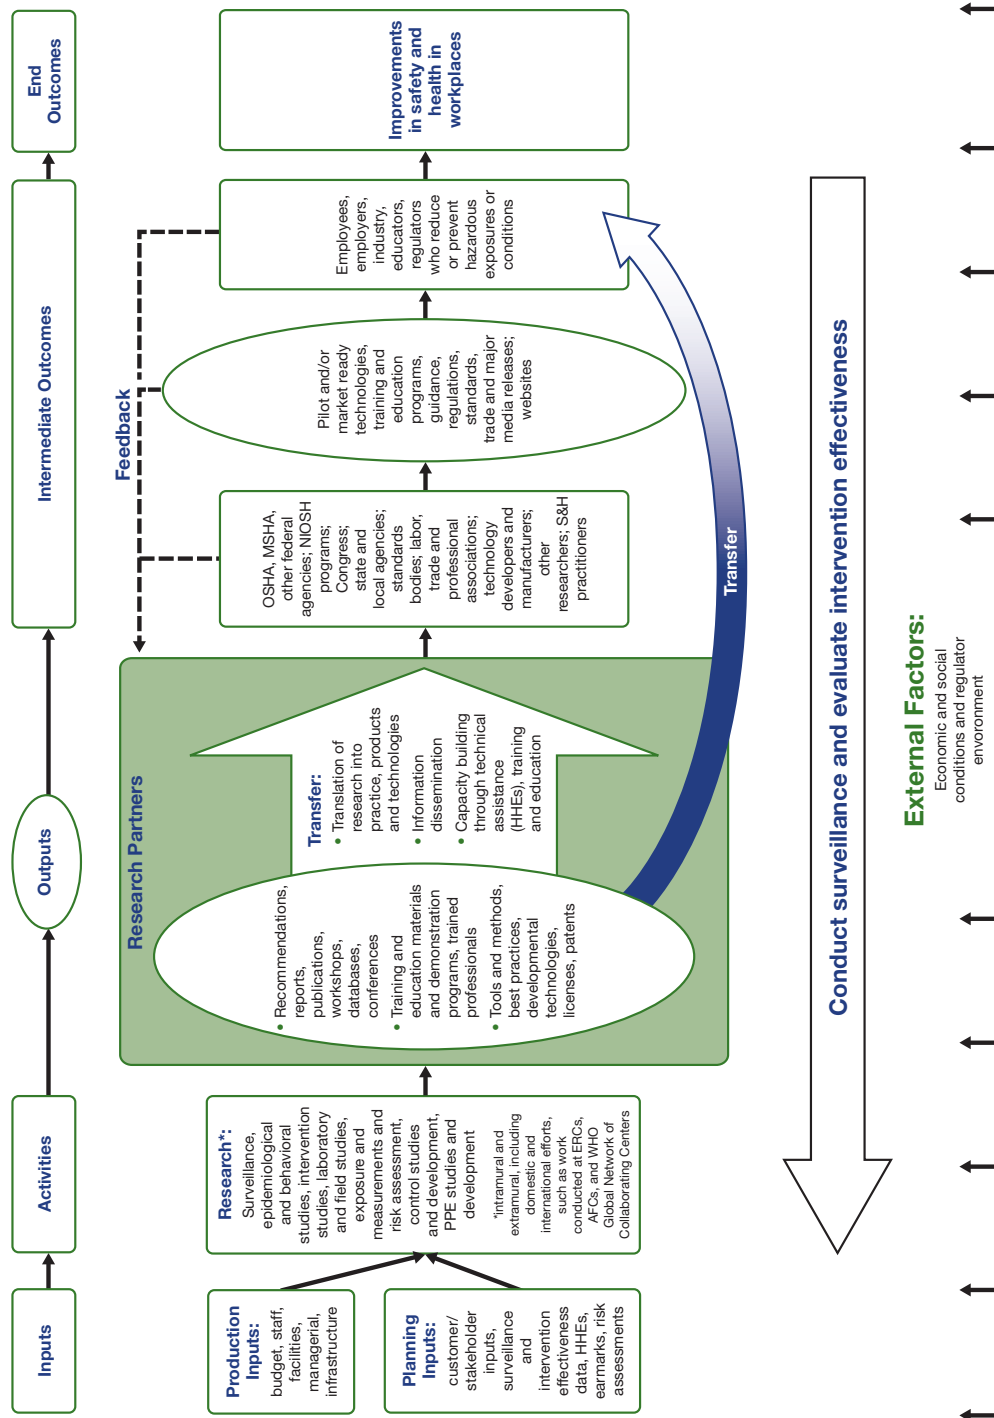 Inputs
Activities
Outputs
Intermediate Outcomes
End
Outcomes
Production
Inputs:
budget, staff,
facilities,
managerial,
infrastructure
Planning
Inputs:
customer/
stakeholder
inputs,
surveillance
and
intervention
effectiveness
data, HHEs,
earmarks, risk
assessments
Research*:
Surveillance,
epidemiological
and behavioral
studies, intervention
studies, laboratory
and field studies,
exposure and
measurements and
risk assessment,
control studies
and development,
PPE studies and
development
*intramural and
extramural, including
domestic and
international efforts,
such as work
conducted at ERCs,
AFCs, and WHO
Global Network of
Collaborating Centers
Research Partners
• Recommendations,
reports,
publications,
workshops,
databases,
conferences
• Training and
education materials
and demonstration
programs, trained
professionals
• Tools and methods,
best practices,
developmental
technologies,
licenses, patents
Transfer:
• Translation of
research into
practice, products
and technologies
• Information
dissemination
• Capacity building
through technical
assistance
(HHEs), training
and education
Feedback
OSHA, MSHA,
other federal
agencies; NIOSH
programs;
Congress;
state and
local agencies;
standards
bodies; labor,
trade and
professional
associations;
technology
developers and
manufacturers;
other
researchers; S&H
practitioners
Pilot and/or
market ready
technologies,
training and
education
programs,
guidance,
regulations,
standards,
trade and major
media releases;
websites
Employees,
employers,
industry,
educators,
regulators
who reduce
or prevent
hazardous
exposures or
conditions
Improvements
in safety and
health in
workplaces
Transfer
Conduct surveillance and evaluate intervention effectiveness
External Factors:
Economic and social
conditions and regulator
envoronment